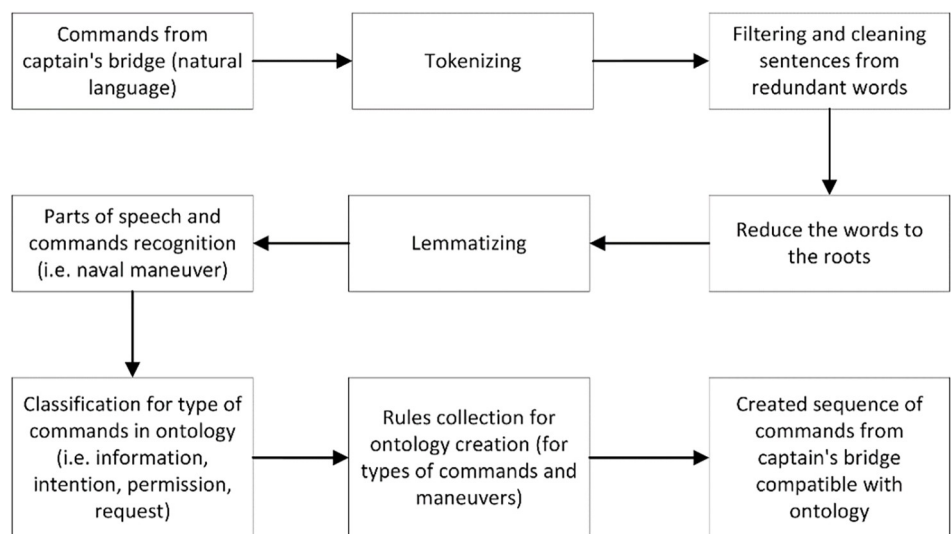 Commands from
captain's bridge (natural
language)
Tokenizing
Filtering and cleaning
sentences from
redundant words
Reduce the words to
the roots
Lemmatizing
Parts of speech and
commands recognition
(i.e. naval maneuver)
Classification for type of
commands in ontology
(i.e. information,
intention, permission,
request)
Rules collection for
ontology creation (for
types of commands and
maneuvers)
Created sequence of
commands from
captain's bridge
compatible with
ontology